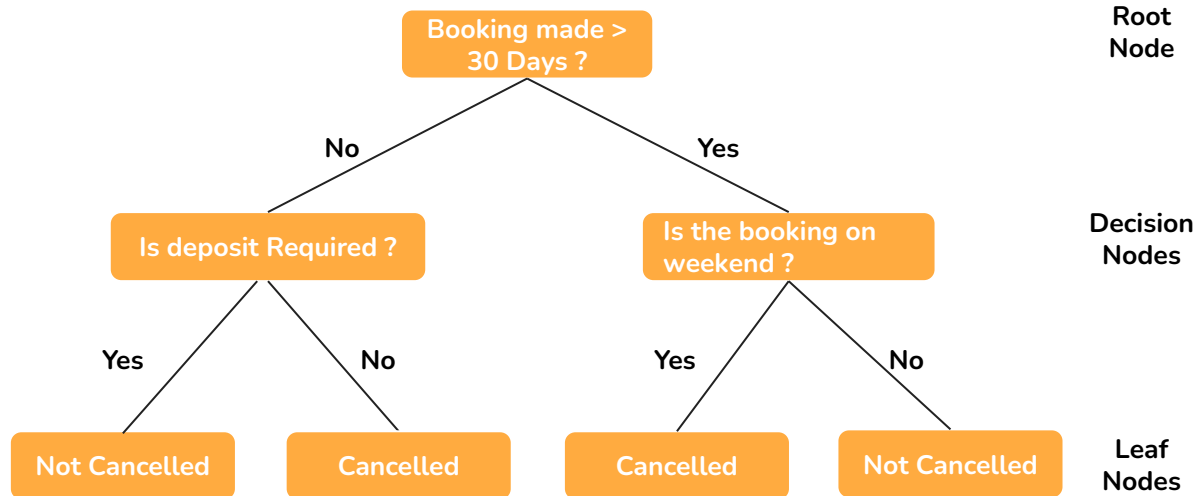 Booking made >
30 Days ?
Root
Node
No
Yes
Is deposit Required ?
Is the booking on
weekend ?
Decision
Nodes
Yes
No
Yes
No
Not Cancelled
Cancelled
Cancelled
Not Cancelled
Leaf
Nodes